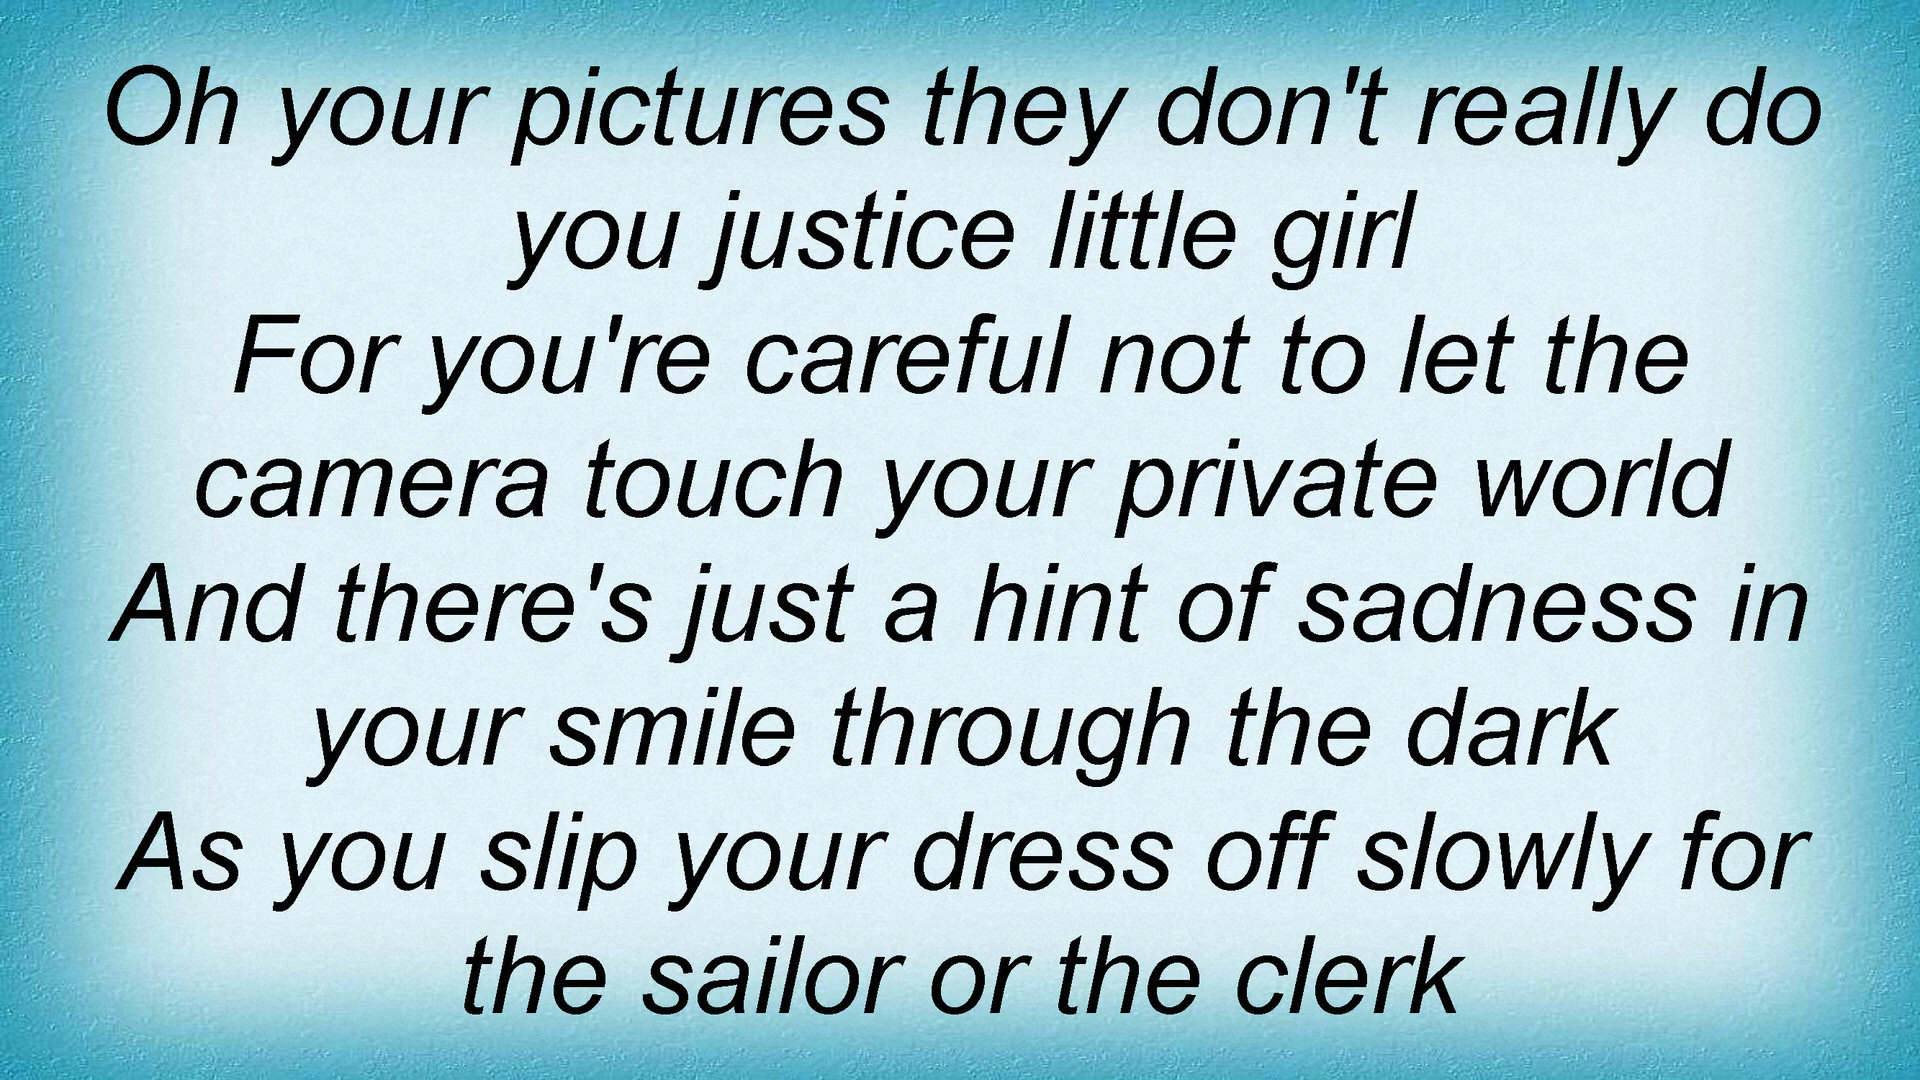 Oh your pictures they don't really do
you justice little girl
For you're careful not to let the
camera touch your private world
And there's just a hint of sadness in
your smile through the dark
As you slip your dress off slowly for
the sailor or the clerk